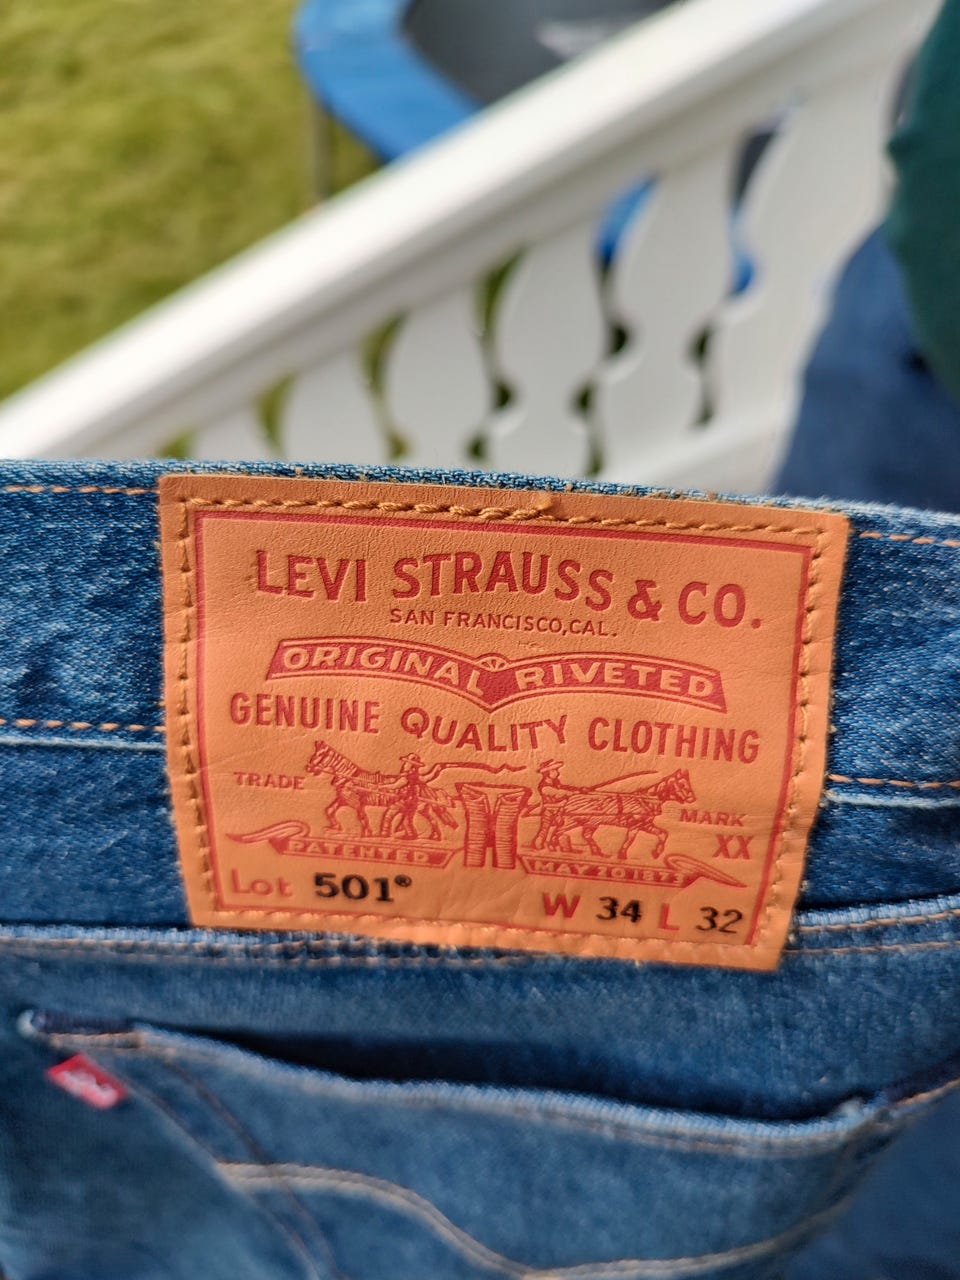 LEVI STRAUSS & CO.
SAN FRANCISCO, CAL.
ORIGINAL RIVETED
GENUINE QUALITY CLOTHING
TRADE MARK
XX
PATENTED MAY 20 1873
Lot 501® W 34 L 32